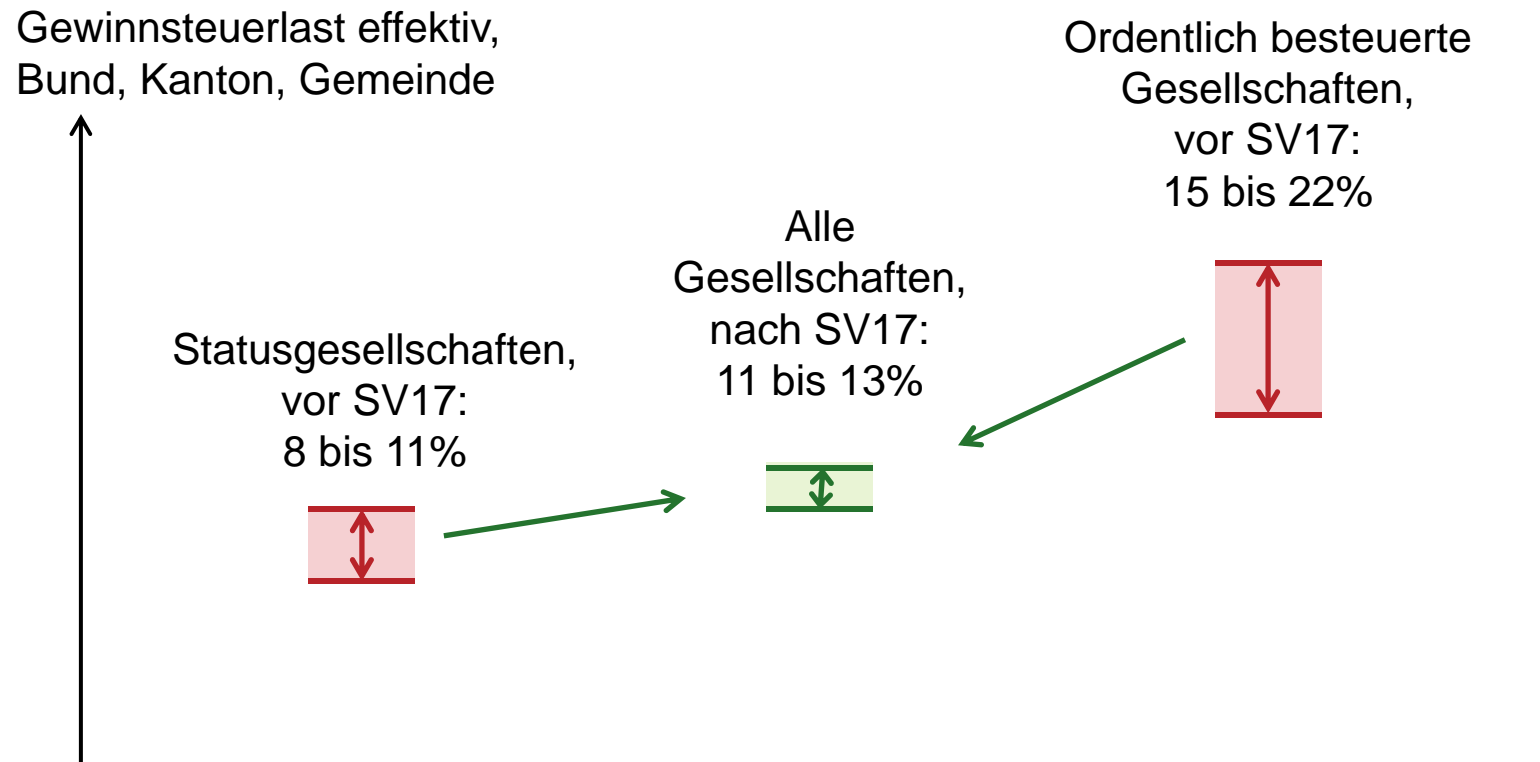 Gewinnsteuerlast effektiv,
Bund, Kanton, Gemeinde
Statusgesellschaften,
vor SV17:
8 bis 11%
Alle
Gesellschaften,
nach SV17:
11 bis 13%
Ordentlich besteuerte
Gesellschaften,
vor SV17:
15 bis 22%